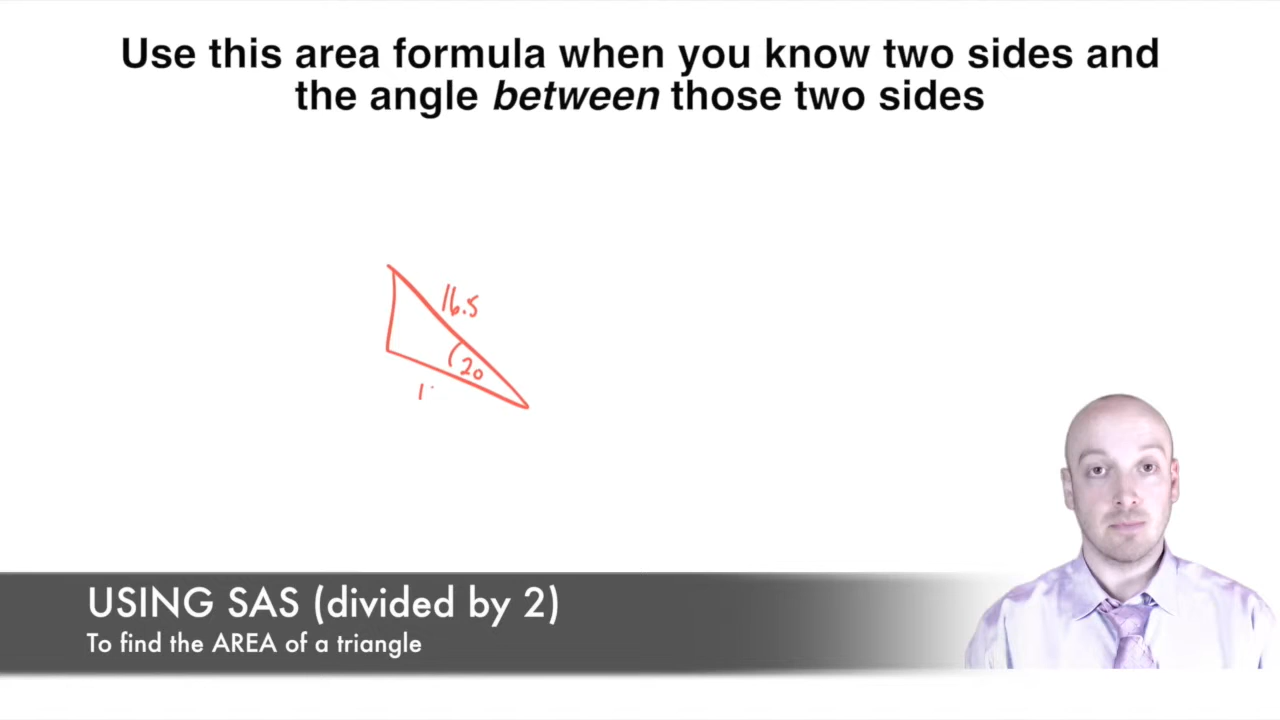 Use this area formula when you know two sides and
the angle between those two sides
16.5
20
1
USING SAS (divided by 2)
To find the AREA of a triangle